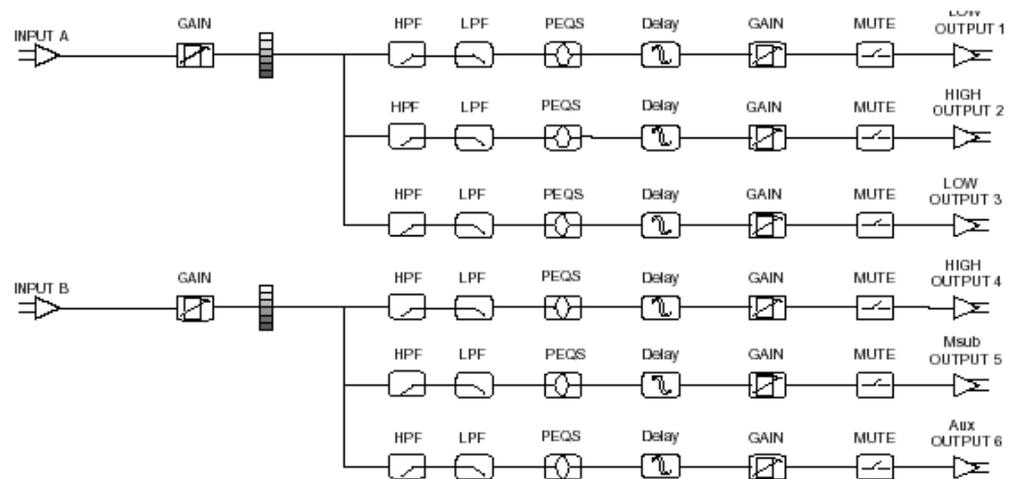 LOW
INPUT A GAIN HPF LPF PEQS Delay GAIN MUTE OUTPUT 1
HIGH
HPF LPF PEQS Delay GAIN MUTE OUTPUT 2
LOW
HPF LPF PEQS Delay GAIN MUTE OUTPUT 3
HIGH
INPUT B GAIN HPF LPF PEQS Delay GAIN MUTE OUTPUT 4
Msub
HPF LPF PEQS Delay GAIN MUTE OUTPUT 5
Aux
HPF LPF PEQS Delay GAIN MUTE OUTPUT 6